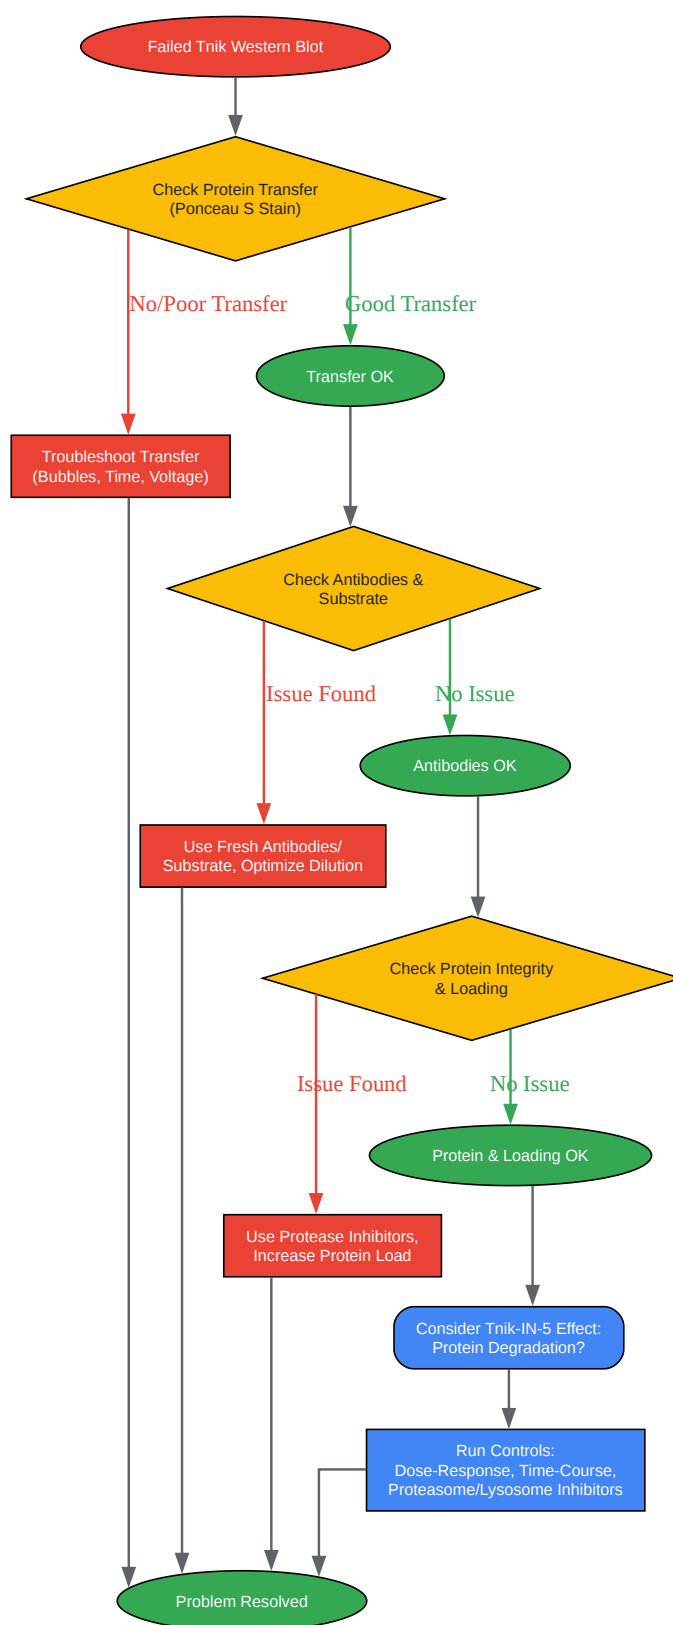 Failed Tnik Western Blot
Check Protein Transfer
(Ponceau S Stain)
No/Poor Transfer
Good Transfer
Transfer OK
Troubleshoot Transfer
(Bubbles, Time, Voltage)
Check Antibodies &
Substrate
Issue Found
No Issue
Antibodies OK
Use Fresh Antibodies/
Substrate, Optimize Dilution
Check Protein Integrity
& Loading
Issue Found
No Issue
Protein & Loading OK
Use Protease Inhibitors,
Increase Protein Load
Consider Tnik-IN-5 Effect:
Protein Degradation?
Run Controls:
Dose-Response, Time-Course,
Proteasome/Lysosome Inhibitors
Problem Resolved